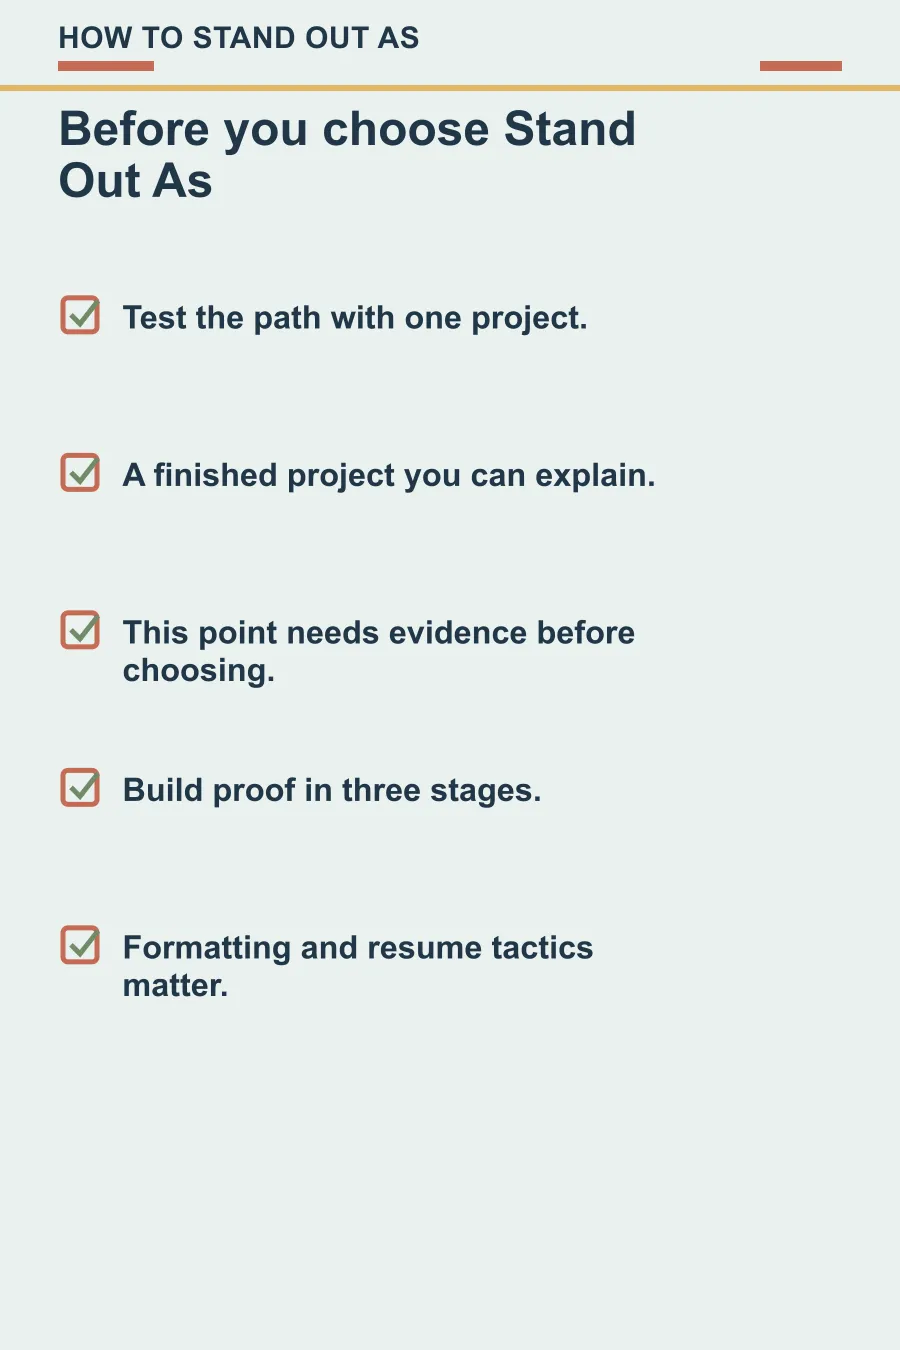 HOW TO STAND OUT AS
Before you choose Stand
Out As
Test the path with one project.
A finished project you can explain.
This point needs evidence before
choosing.
Build proof in three stages.
Formatting and resume tactics
matter.